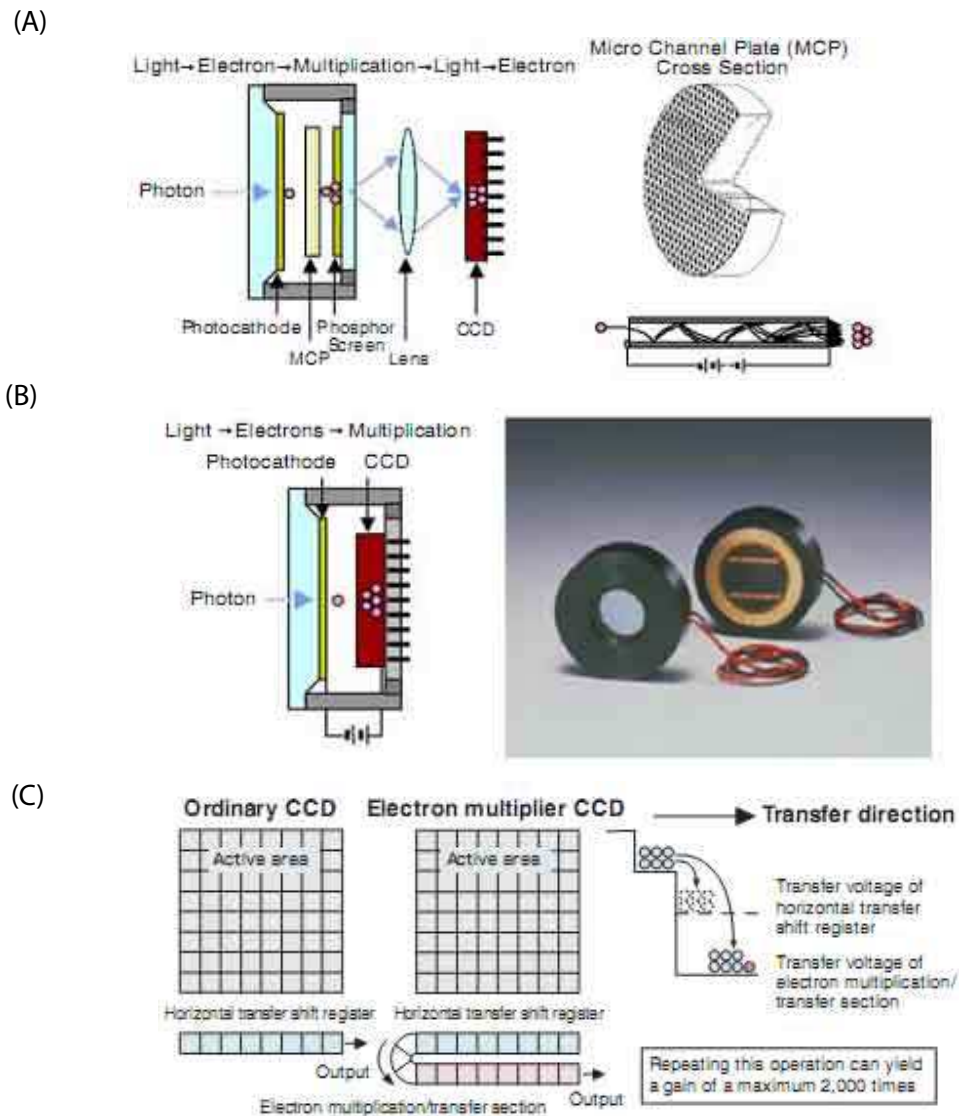 (A)
Light→Electron→Multiplication→Light→Electron
Micro Channel Plate (MCP)
Cross Section
Photon
Photocathode
MCP
Phosphor
Screen
Lens
CCD
(B)
Light →Electrons → Multiplication
Photocathode
CCD
Photon
(C)
Ordinary CCD
Active area
Horizontal transfer shift register
Output
Electron multiplier CCD
Active area
Horizontal transfer shift register
Output
Electron multiplication/transfer section
Transfer direction
Transfer voltage of
horizontal transfer
shift register
Transfer voltage of
electron multiplication/
transfer section
Repeating this operation can yield
a gain of a maximum 2,000 times